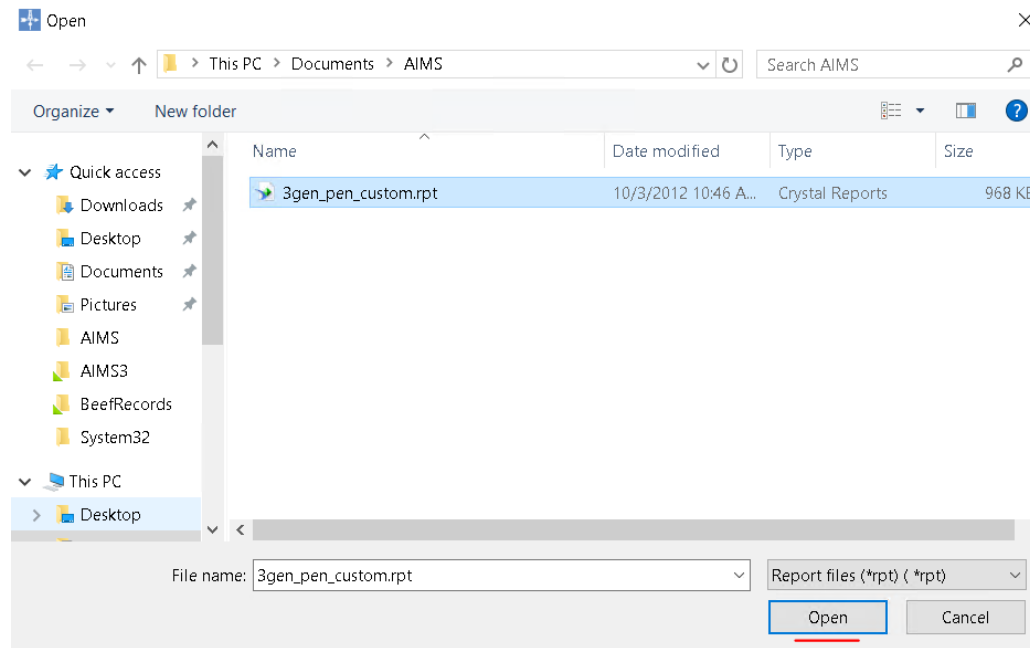 Open
This PC > Documents > AIMS
Search AIMS
Organize
New folder
?
Name
Date modified
Type
Size
3gen_pen_custom.rpt
10/3/2012 10:46 A...
Crystal Reports
968 KB
Quick access
Downloads
Desktop
Documents
Pictures
AIMS
AIMS3
BeefRecords
System32
This PC
Desktop
File name: 3gen_pen_custom.rpt
Report files (*rpt) ( *rpt)
Open
Cancel